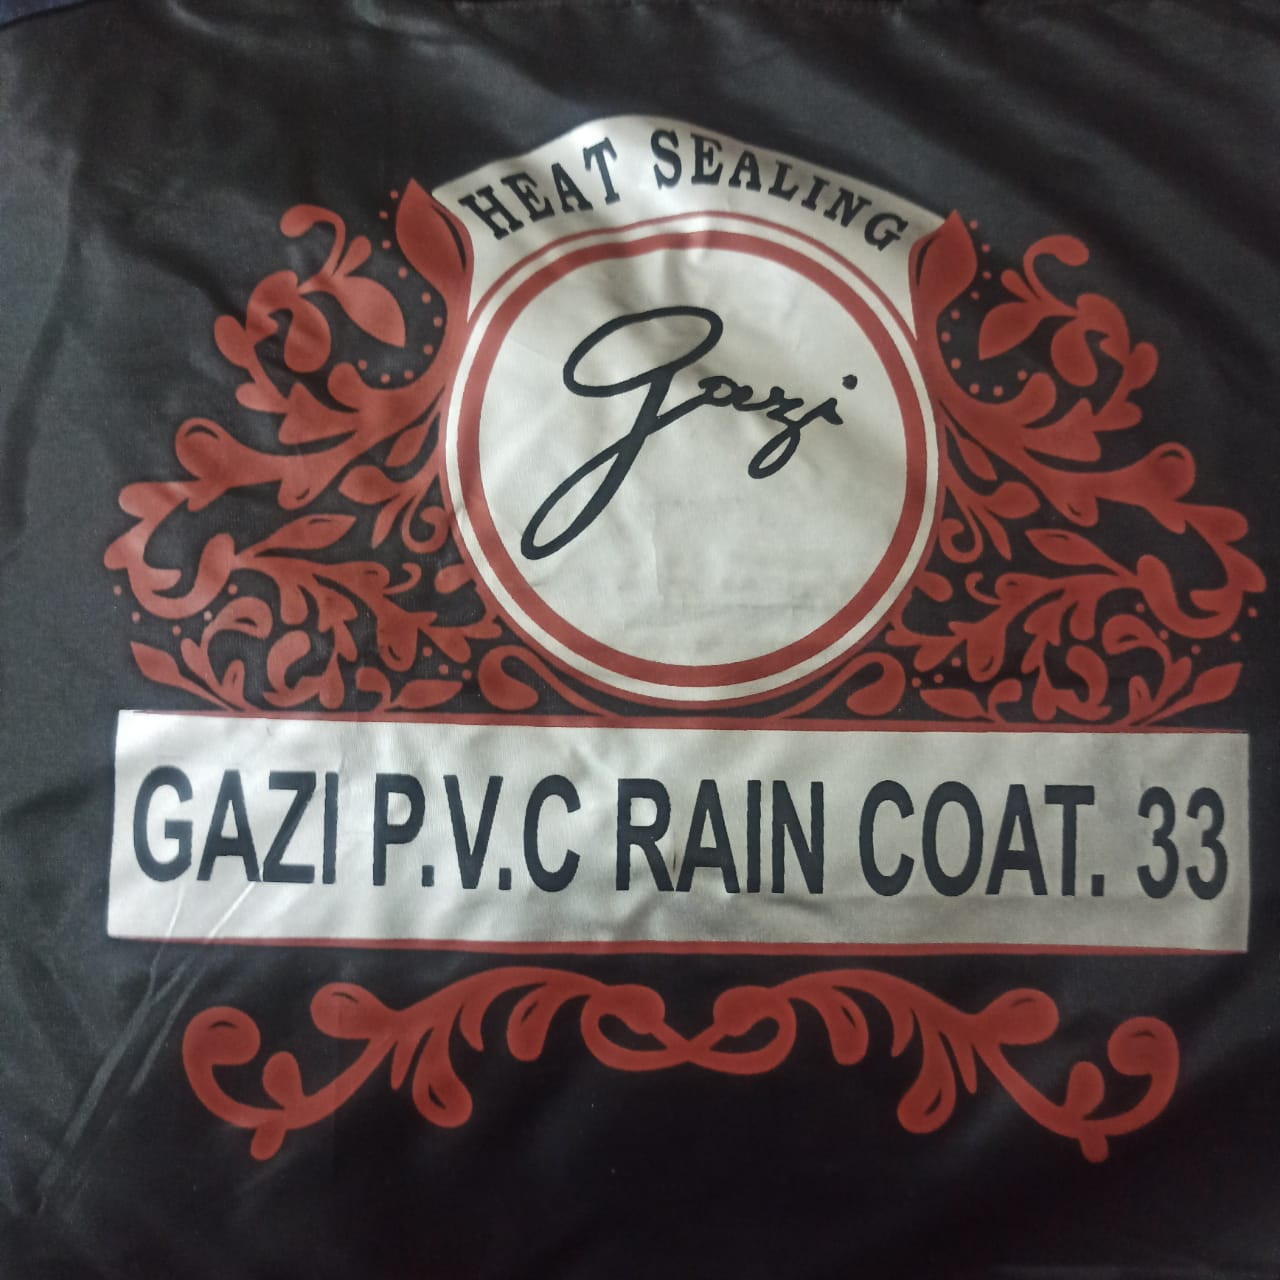 HEAT SEALING
Gazi
GAZI P.V.C RAIN COAT. 33